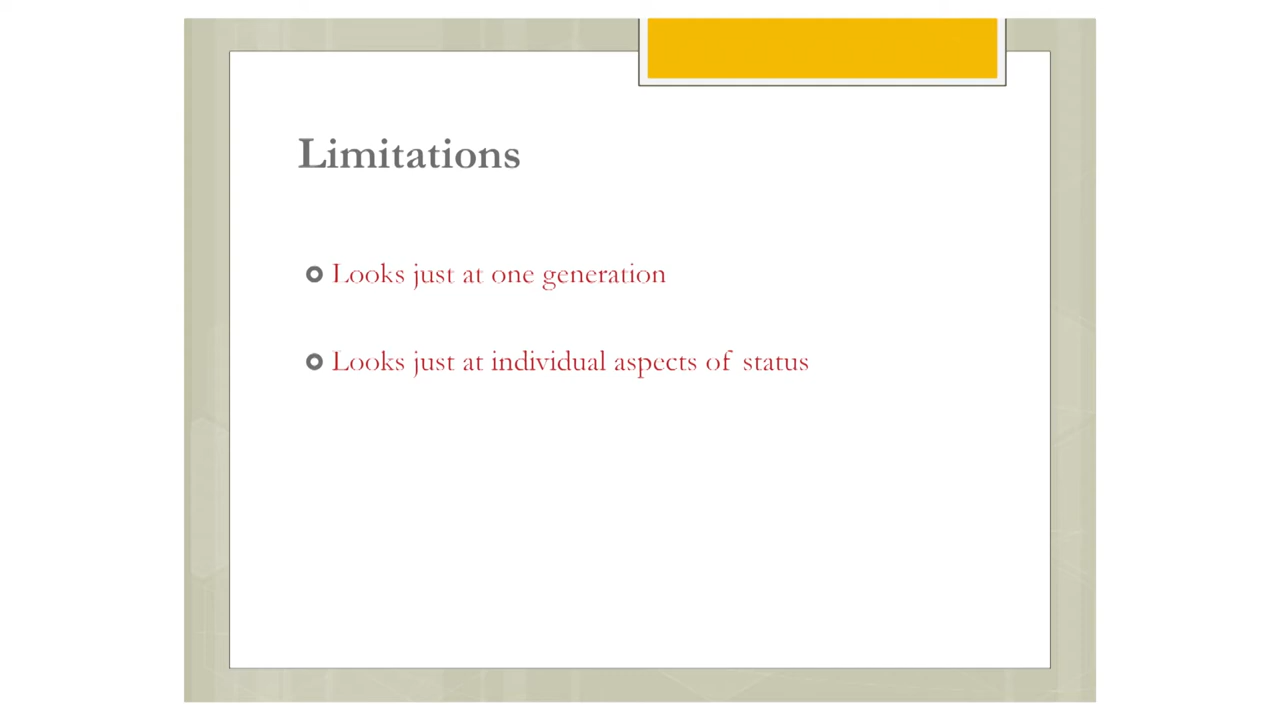 Limitations
Looks just at one generation
Looks just at individual aspects of status